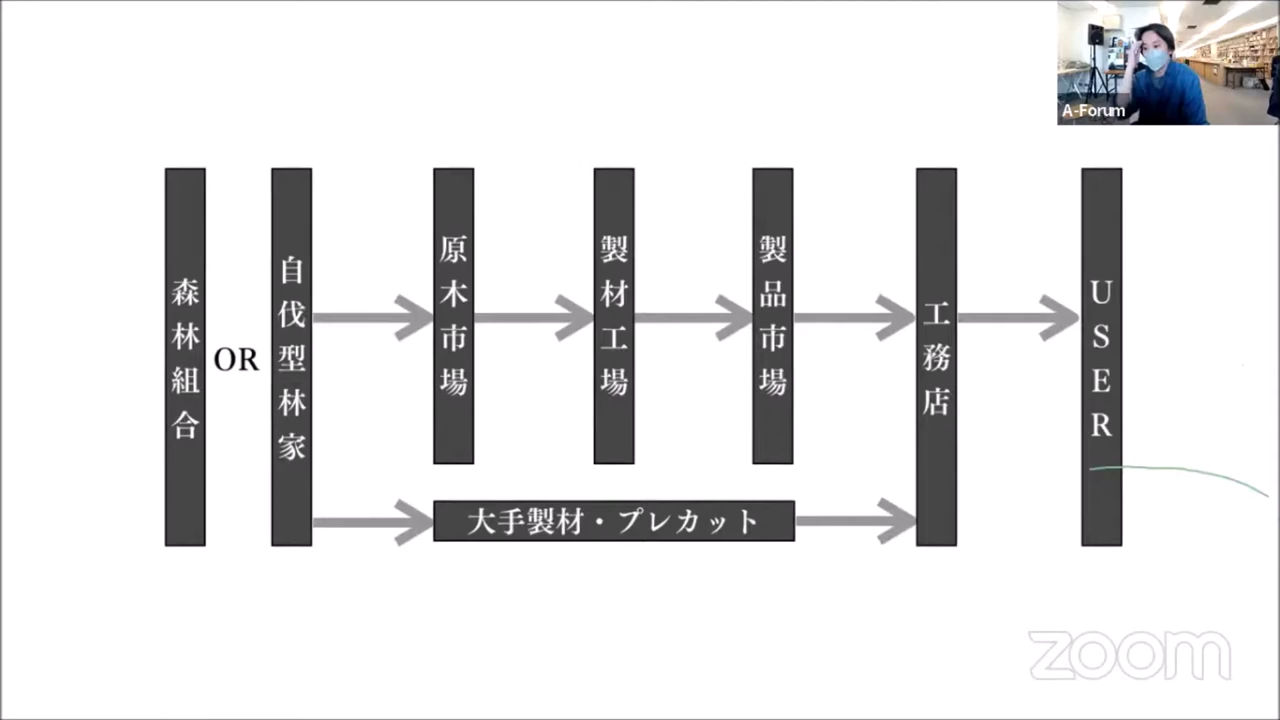 A-Forum
森林組合
OR
自伐型林家
原木市場
製材工場
製品市場
工務店
USER
大手製材・プレカット
zoom